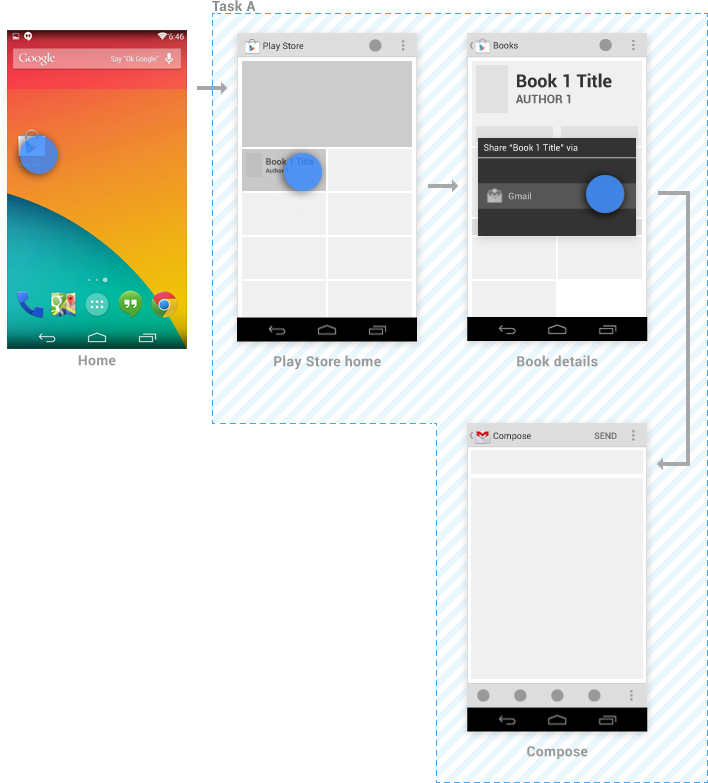 Task A
6:46
Google
Say "Ok Google"
Home
Play Store
Book 1 Title
Author 1
Play Store home
Books
Book 1 Title
AUTHOR 1
Share "Book 1 Title" via
Gmail
Book details
Compose
SEND
Compose